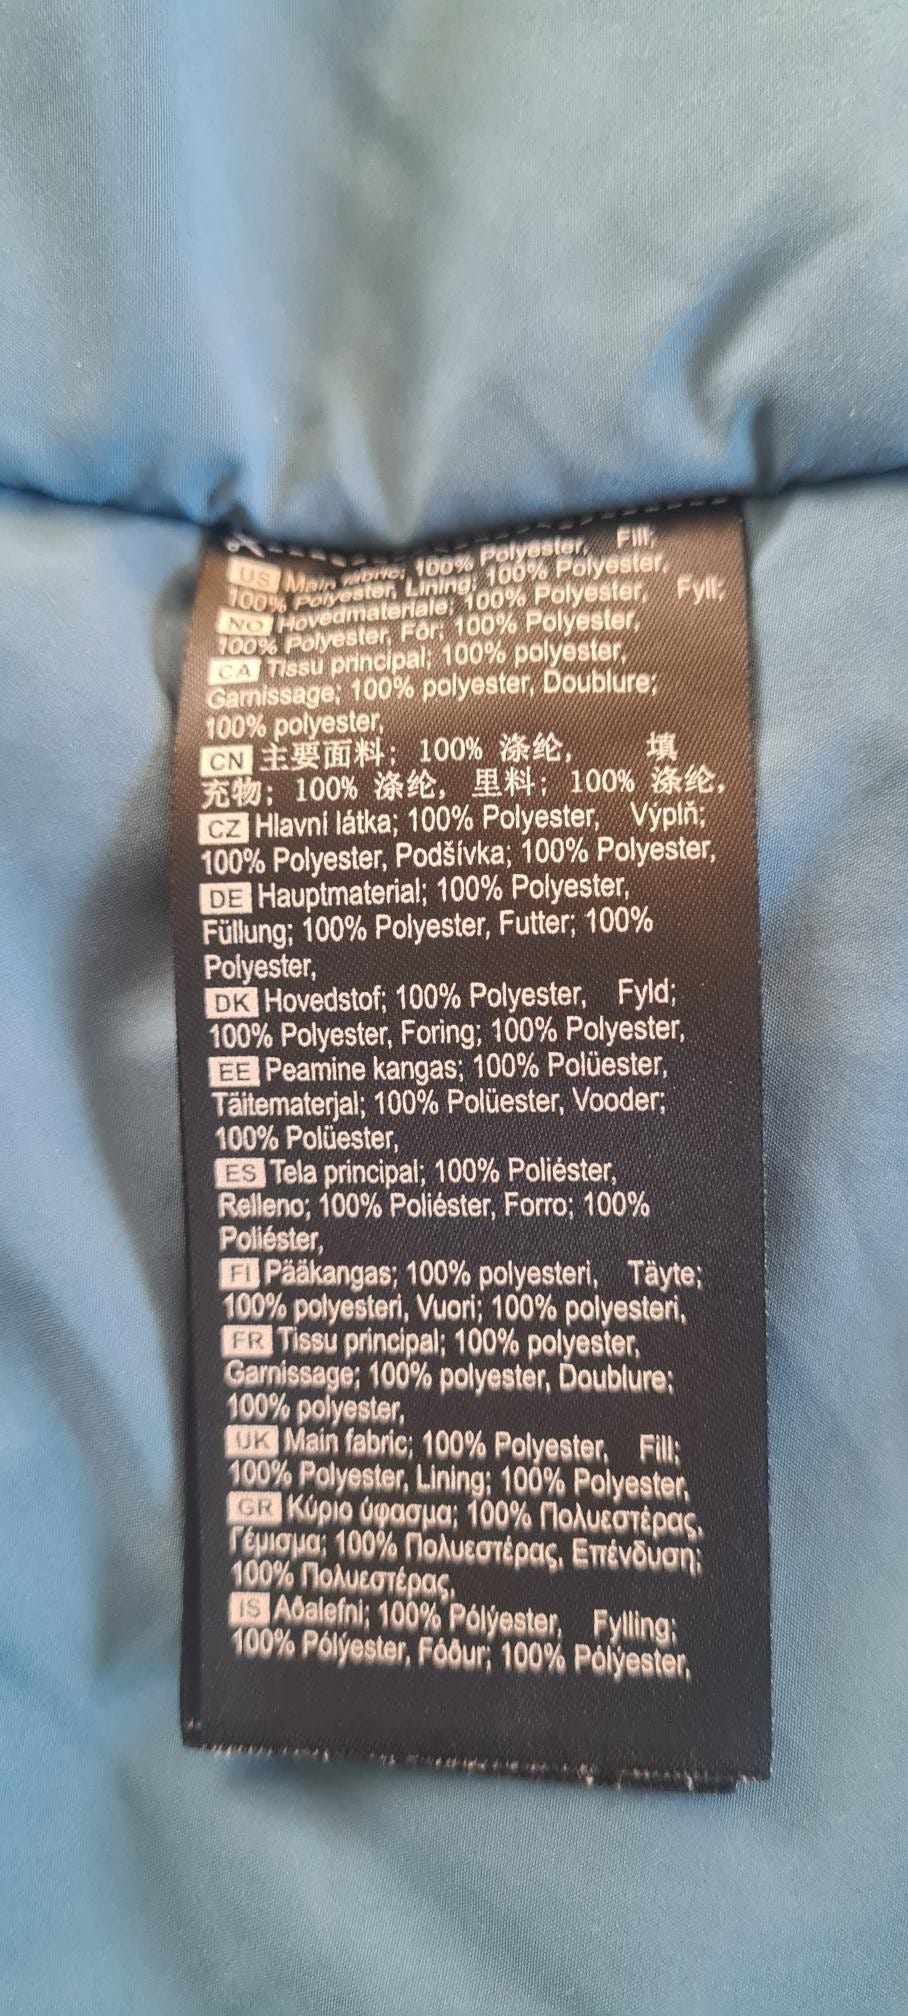 US Main fabric; 100% Polyester, Fill;
100% Polyester, Lining; 100% Polyester,
NO Hovedmateriale; 100% Polyester, Fyll;
100% Polyester, Fôr; 100% Polyester,
CA Tissu principal; 100% polyester,
Garnissage; 100% polyester, Doublure;
100% polyester,
CN 主要面料; 100% 涤纶, 填
充物; 100% 涤纶, 里料; 100% 涤纶,
CZ Hlavní látka; 100% Polyester, Výplň;
100% Polyester, Podšívka; 100% Polyester,
DE Hauptmaterial; 100% Polyester,
Füllung; 100% Polyester, Futter; 100%
Polyester,
DK Hovedstof; 100% Polyester, Fyld;
100% Polyester, Foring; 100% Polyester,
EE Peamine kangas; 100% Polüester,
Täitematerjal; 100% Polüester, Vooder;
100% Polüester,
ES Tela principal; 100% Poliéster,
Relleno; 100% Poliéster, Forro; 100%
Poliéster,
FI Pääkangas; 100% polyesteri, Täyte;
100% polyesteri, Vuori; 100% polyesteri,
FR Tissu principal; 100% polyester,
Garnissage; 100% polyester, Doublure;
100% polyester,
UK Main fabric; 100% Polyester, Fill;
100% Polyester, Lining; 100% Polyester,
GR Κύριο ύφασμα; 100% Πολυεστέρας,
Γέμισμα; 100% Πολυεστέρας, Επένδυση;
100% Πολυεστέρας,
IS Aðalefni; 100% Pólýester, Fylling;
100% Pólýester, Fóður; 100% Pólýester,